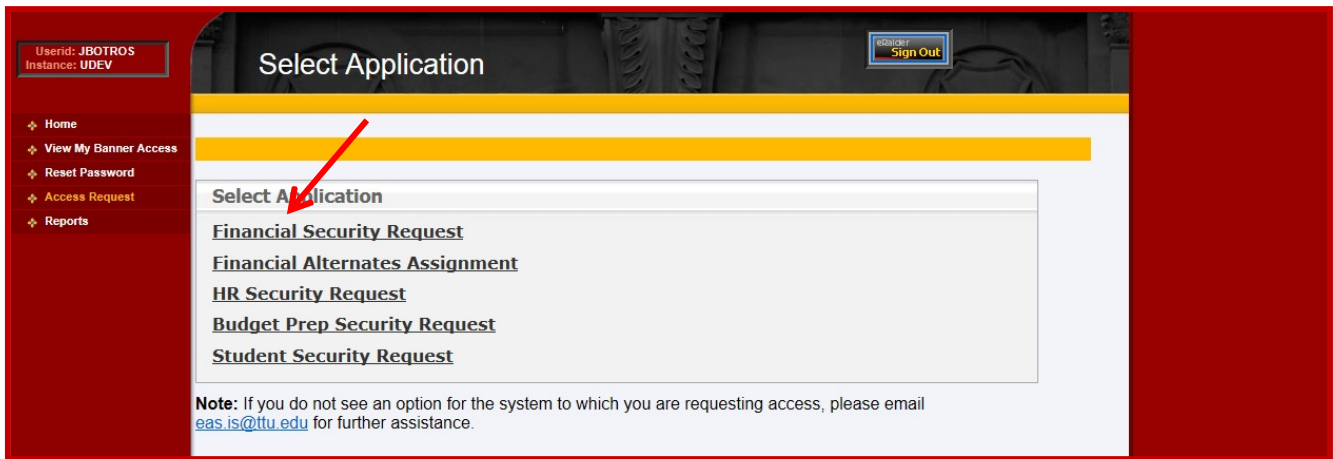 Userid: JBOTROS
Instance: UDEV
Select Application
eRaider
Sign Out
Home
View My Banner Access
Reset Password
Access Request
Reports
Select Application
Financial Security Request
Financial Alternates Assignment
HR Security Request
Budget Prep Security Request
Student Security Request
Note: If you do not see an option for the system to which you are requesting access, please email
eas.is@ttu.edu for further assistance.